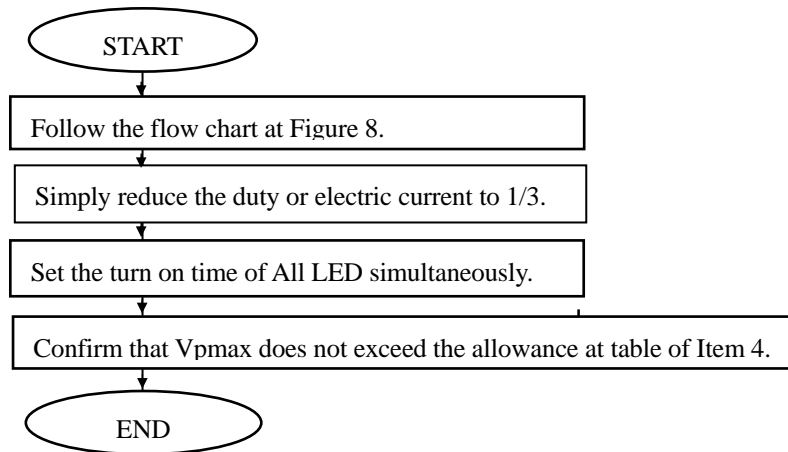 START
Follow the flow chart at Figure 8.
Simply reduce the duty or electric current to 1/3.
Set the turn on time of All LED simultaneously.
Confirm that Vpmax does not exceed the allowance at table of Item 4.
END